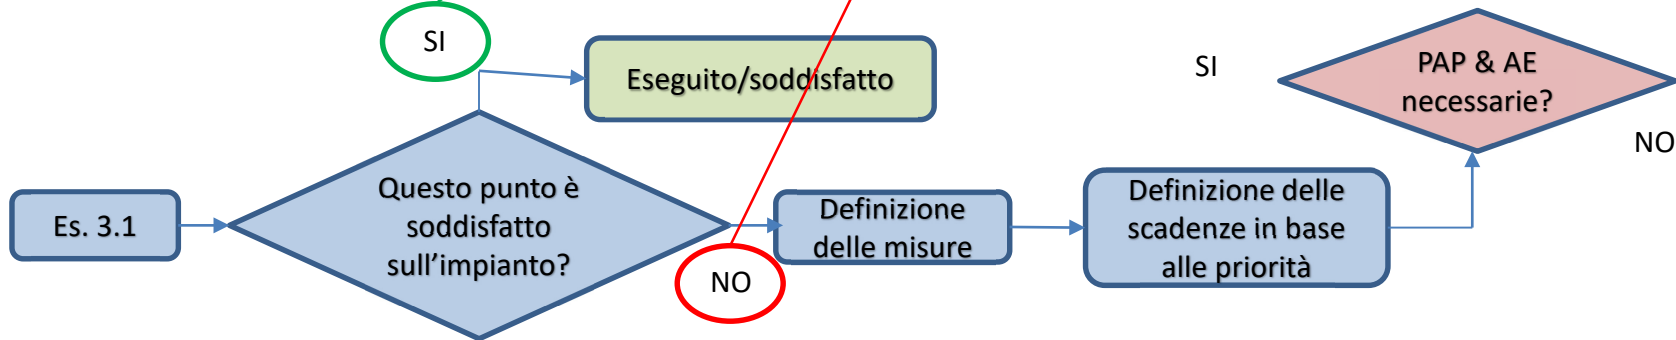 SI
Eseguito/soddisfatto
SI
PAP & AE
necessarie?
NO
Es. 3.1
Questo punto è
soddisfatto
sull’impianto?
NO
Definizione
delle misure
Definizione delle
scadenze in base
alle priorità